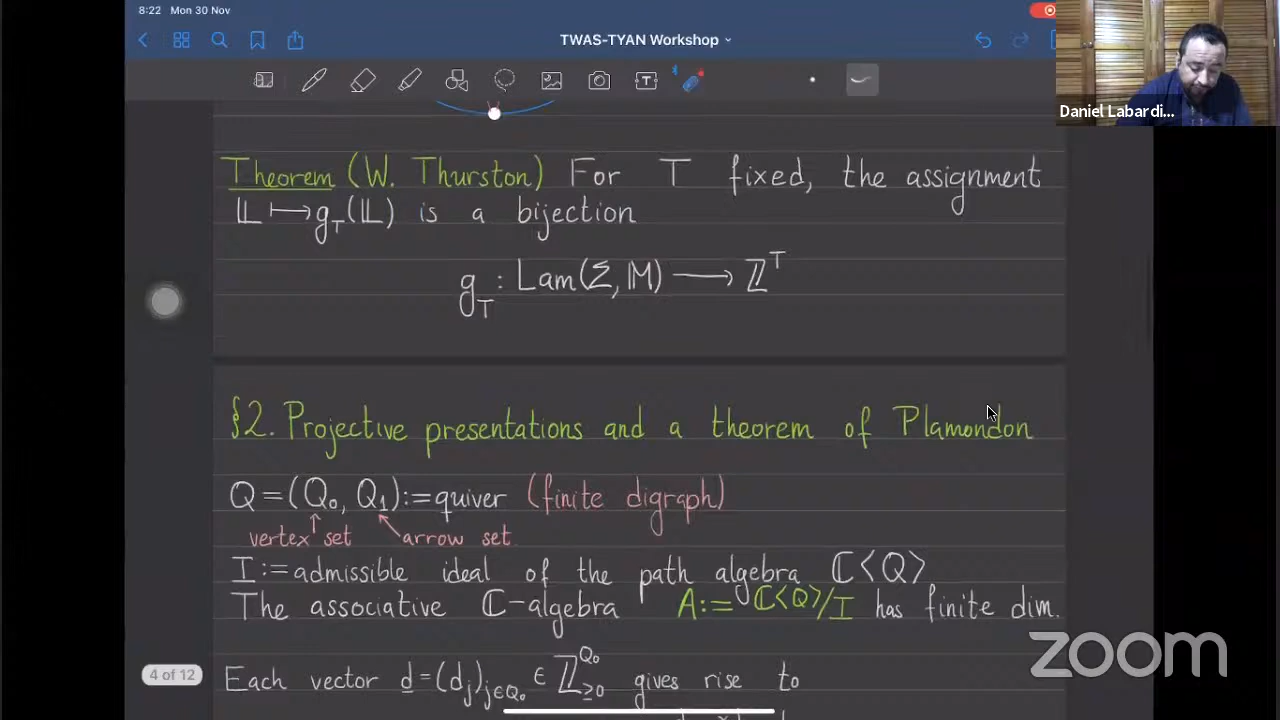 8:22 Mon 30 Nov
TWAS-TYAN Workshop
Daniel Labardi...
Theorem (W. Thurston) For T fixed, the assignment
𝕃 ⟼ g_T(𝕃) is a bijection
g_T : Lam(Σ, 𝕄) ⟶ ℤ^T
§2. Projective presentations and a theorem of Plamondon
Q = (Q₀, Q₁) := quiver (finite digraph)
vertex set arrow set
I := admissible ideal of the path algebra ℂ⟨Q⟩
The associative ℂ-algebra A := ℂ⟨Q⟩/I has finite dim.
4 of 12
Each vector d = (d_j)_{j∈Q₀} ∈ ℤ_{≥0}^{Q₀} gives rise to
zoom